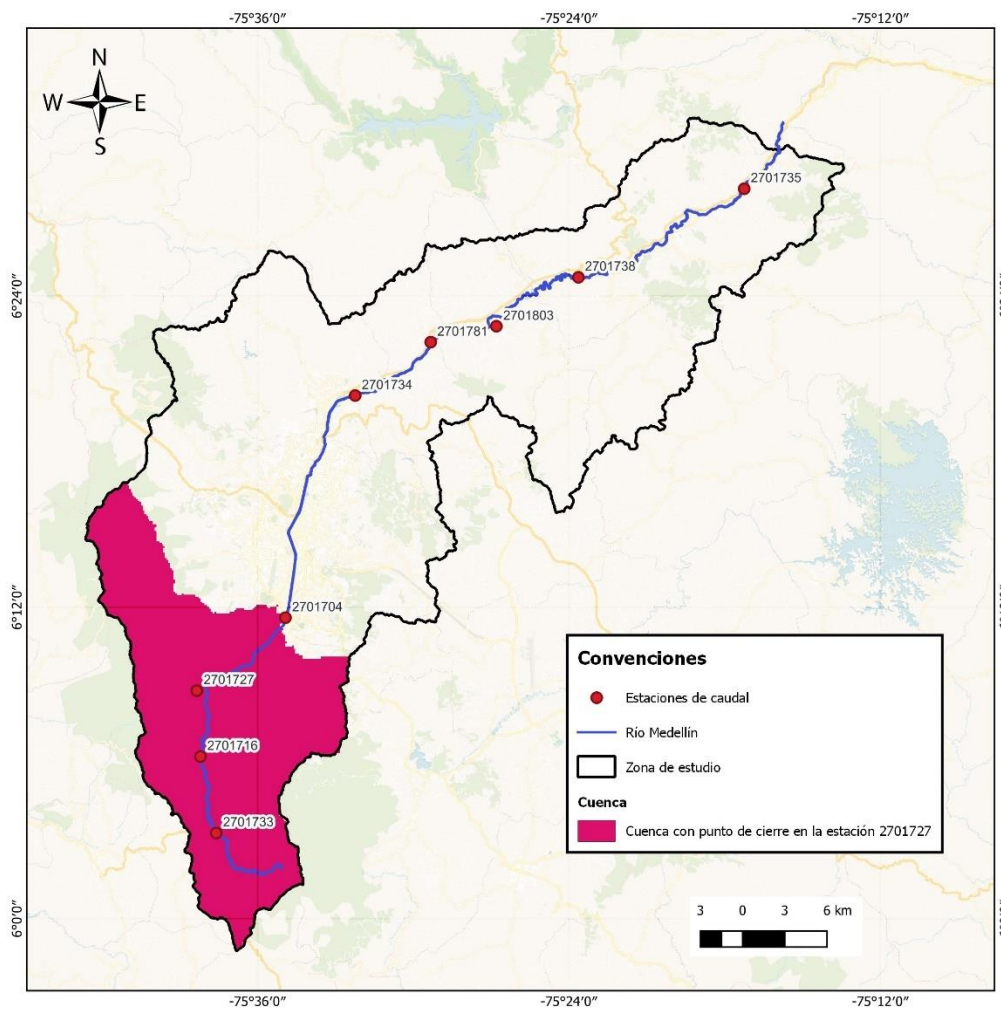 -75°36'0"
-75°24'0"
-75°12'0"
N
W
E
S
2701735
6°24'0"
2701738
2701803
2701781
2701734
6°12'0"
2701704
2701727
2701716
2701733
6°0'0"
Convenciones
Estaciones de caudal
Río Medellín
Zona de estudio
Cuenca
Cuenca con punto de cierre en la estación 2701727
3 0 3 6 km
-75°36'0"
-75°24'0"
-75°12'0"